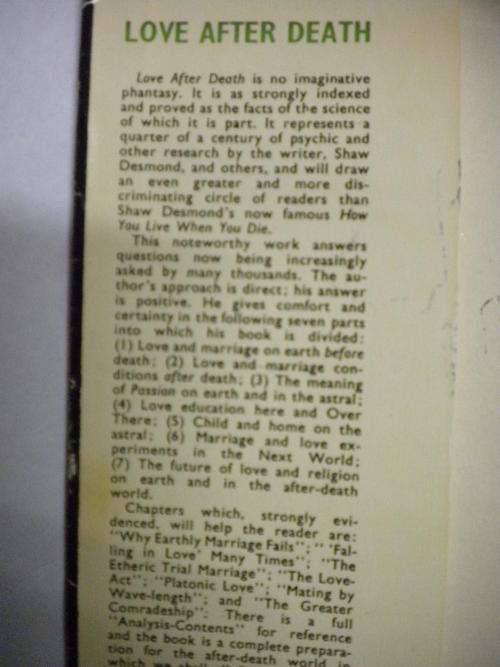 LOVE AFTER DEATH
Love After Death is no imaginative
phantasy. It is as strongly indexed
and proved as the facts of the science
of which it is part. It represents a
quarter of a century of psychic and
other research by the writer, Shaw
Desmond, and others, and will draw
an even greater and more dis-
criminating circle of readers than
Shaw Desmond's now famous How
You Live When You Die.
This noteworthy work answers
questions now being increasingly
asked by many thousands. The au-
thor's approach is direct; his answer
is positive. He gives comfort and
certainty in the following seven parts
into which his book is divided:
(1) Love and marriage on earth before
death; (2) Love and marriage con-
ditions after death; (3) The meaning
of Passion on earth and in the astral;
(4) Love education here and Over
There; (5) Child and home on the
astral; (6) Marriage and love ex-
periments in the Next World;
(7) The future of love and religion
on earth and in the after-death
world.
Chapters which, strongly evi-
denced, will help the reader are:
"Why Earthly Marriage Fails"; "'Fal-
ling in Love' Many Times"; "The
Etheric Trial Marriage"; "The Love-
Act"; "Platonic Love"; "Mating by
Wave-length"; and "The Greater
Comradeship". There is a full
"Analysis-Contents" for reference
and the book is a complete prepara-
tion for the after-death world in
which we